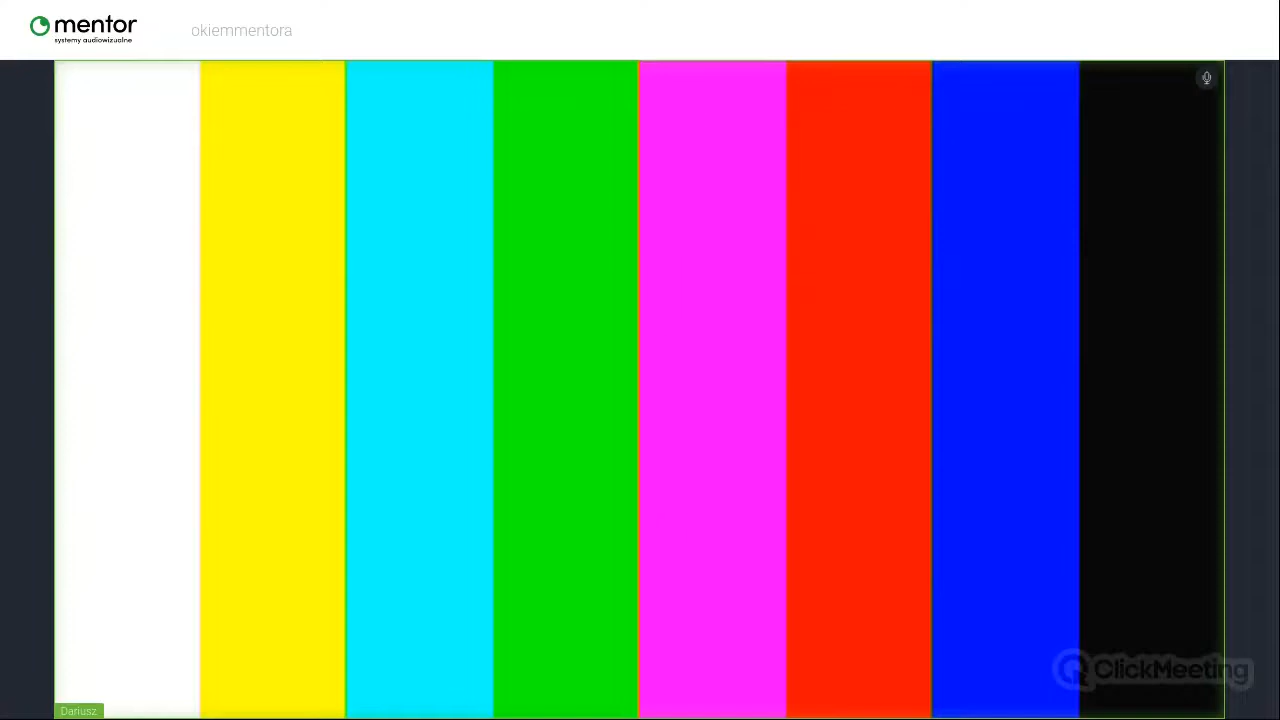 mentor
systemy audiowizualne
okiemmentora
Dariusz
ClickMeeting